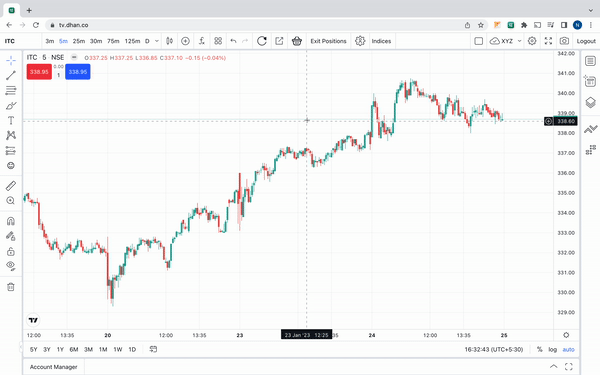 tv.dhan.co
ITC 3m 5m 25m 30m 75m 125m D Exit Positions Indices XYZ Logout
ITC · 5 · NSE O337.25 H337.25 L336.85 C337.10 −0.15 (−0.04%)
338.95 0.00 1 338.95
342.00
341.00
340.00
339.00
338.60
338.00
337.00
336.00
335.00
334.00
333.00
332.00
331.00
330.00
329.00
12:00 13:35 20 12:00 13:35 23 23 Jan '23 12:25 24 12:00 13:35 25
5Y 3Y 1Y 6M 3M 1M 1W 1D 16:32:43 (UTC+5:30) % log auto
Account Manager